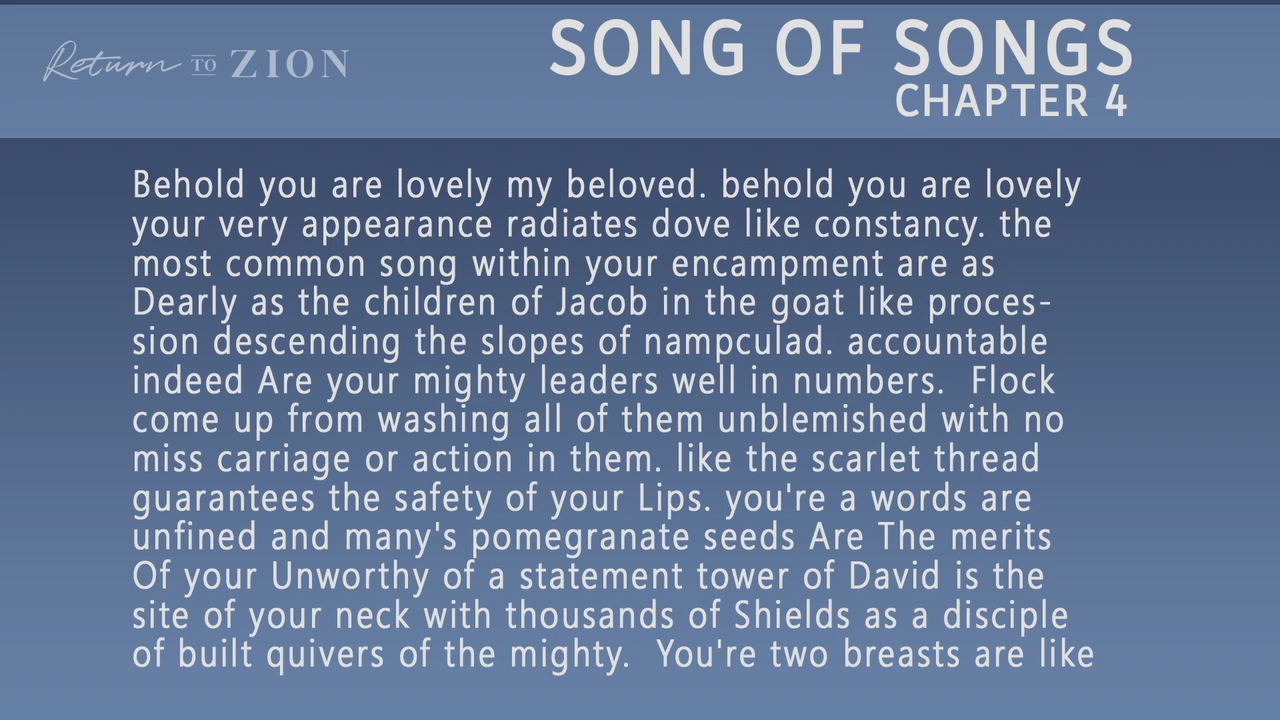 Return TO ZION
SONG OF SONGS
CHAPTER 4
Behold you are lovely my beloved. behold you are lovely
your very appearance radiates dove like constancy. the
most common song within your encampment are as
Dearly as the children of Jacob in the goat like proces-
sion descending the slopes of nampculad. accountable
indeed Are your mighty leaders well in numbers.  Flock
come up from washing all of them unblemished with no
miss carriage or action in them. like the scarlet thread
guarantees the safety of your Lips. you're a words are
unfined and many's pomegranate seeds Are The merits
Of your Unworthy of a statement tower of David is the
site of your neck with thousands of Shields as a disciple
of built quivers of the mighty.  You're two breasts are like